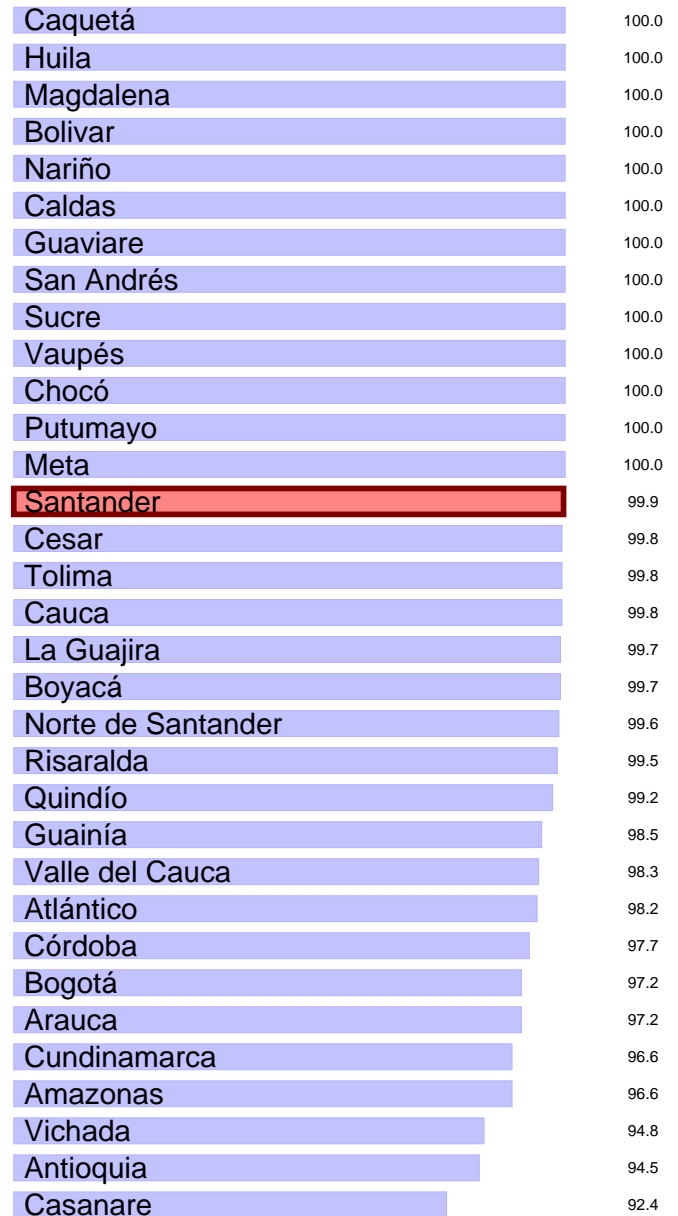 Caquetá 100.0
Huila 100.0
Magdalena 100.0
Bolivar 100.0
Nariño 100.0
Caldas 100.0
Guaviare 100.0
San Andrés 100.0
Sucre 100.0
Vaupés 100.0
Chocó 100.0
Putumayo 100.0
Meta 100.0
Santander 99.9
Cesar 99.8
Tolima 99.8
Cauca 99.8
La Guajira 99.7
Boyacá 99.7
Norte de Santander 99.6
Risaralda 99.5
Quindío 99.2
Guainía 98.5
Valle del Cauca 98.3
Atlántico 98.2
Córdoba 97.7
Bogotá 97.2
Arauca 97.2
Cundinamarca 96.6
Amazonas 96.6
Vichada 94.8
Antioquia 94.5
Casanare 92.4